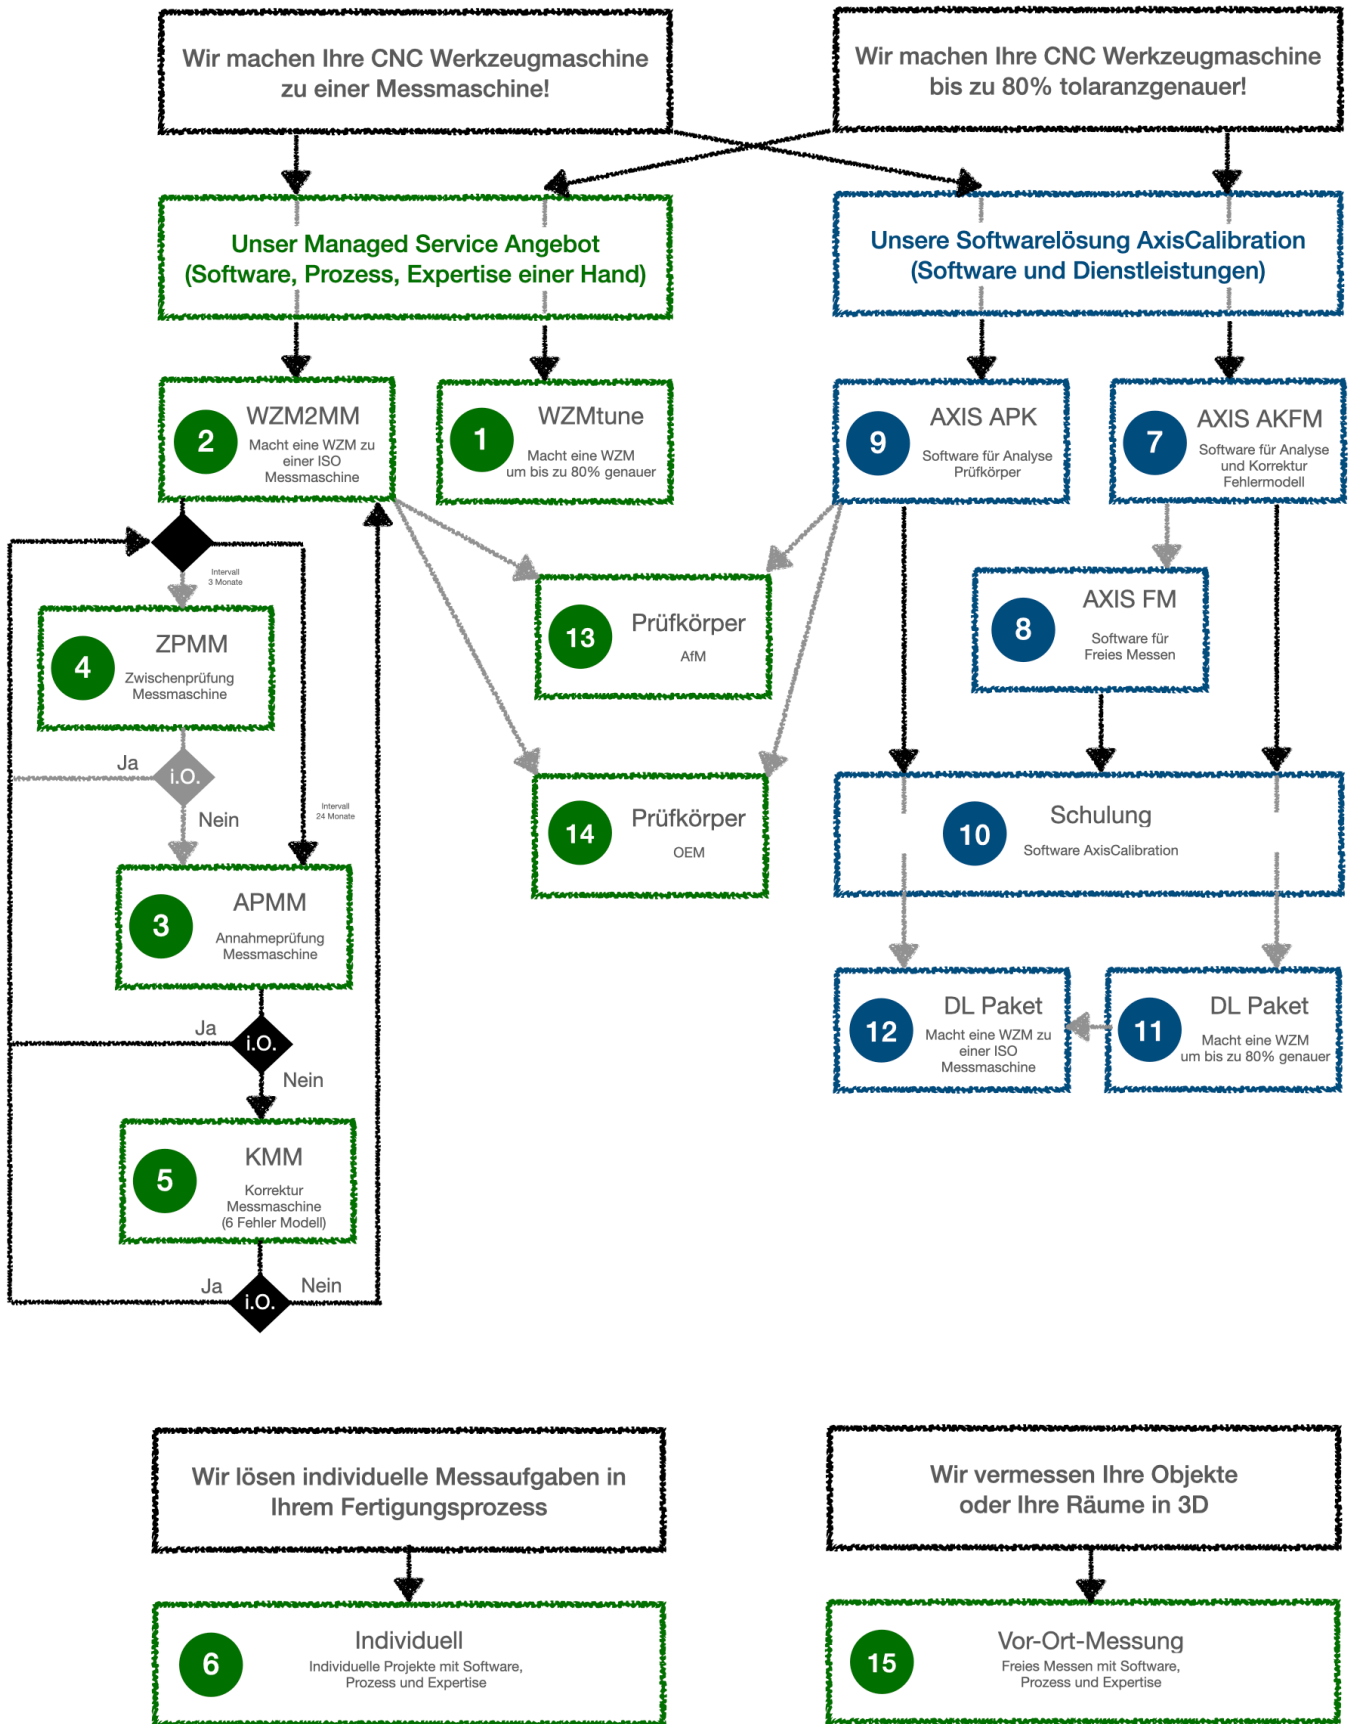 Wir machen Ihre CNC Werkzeugmaschine
zu einer Messmaschine!
Wir machen Ihre CNC Werkzeugmaschine
bis zu 80% tolaranzgenauer!
Unser Managed Service Angebot
(Software, Prozess, Expertise einer Hand)
Unsere Softwarelösung AxisCalibration
(Software und Dienstleistungen)
2
WZM2MM
Macht eine WZM zu
einer ISO
Messmaschine
1
WZMtune
Macht eine WZM
um bis zu 80% genauer
9
AXIS APK
Software für Analyse
Prüfkörper
7
AXIS AKFM
Software für Analyse
und Korrektur
Fehlermodell
Intervall
3 Monate
4
ZPMM
Zwischenprüfung
Messmaschine
13
Prüfkörper
AfM
8
AXIS FM
Software für
Freies Messen
Ja
i.O.
Nein
Intervall
24 Monate
14
Prüfkörper
OEM
10
Schulung
Software AxisCalibration
3
APMM
Annahmeprüfung
Messmaschine
12
DL Paket
Macht eine WZM zu
einer ISO
Messmaschine
11
DL Paket
Macht eine WZM
um bis zu 80% genauer
Ja
i.O.
Nein
5
KMM
Korrektur
Messmaschine
(6 Fehler Modell)
Ja
i.O.
Nein
Wir lösen individuelle Messaufgaben in
Ihrem Fertigungsprozess
Wir vermessen Ihre Objekte
oder Ihre Räume in 3D
6
Individuell
Individuelle Projekte mit Software,
Prozess und Expertise
15
Vor-Ort-Messung
Freies Messen mit Software,
Prozess und Expertise